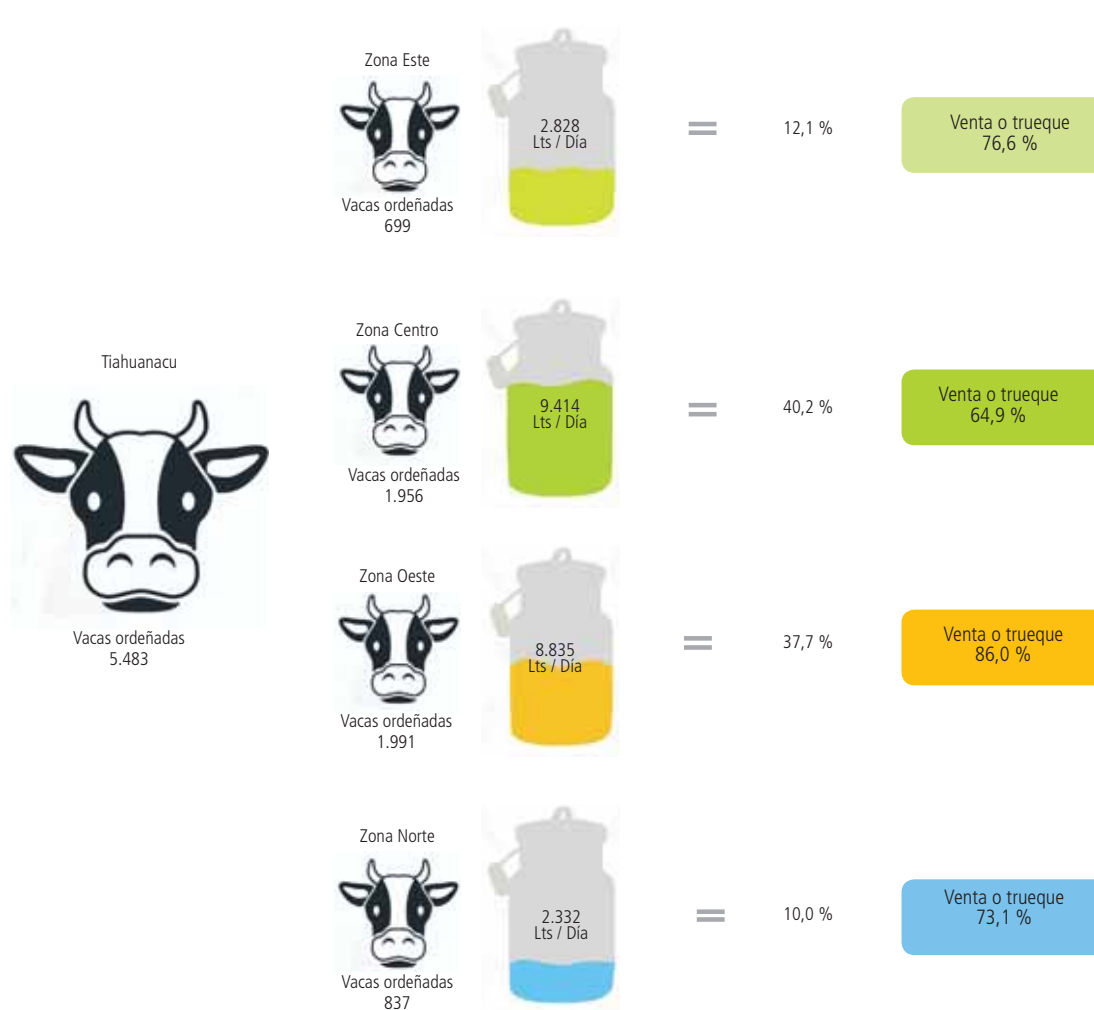 Tiahuanacu
Vacas ordeñadas
5.483
Zona Este
Vacas ordeñadas
699
2.828
Lts / Día
=
12,1 %
Venta o trueque
76,6 %
Zona Centro
Vacas ordeñadas
1.956
9.414
Lts / Día
=
40,2 %
Venta o trueque
64,9 %
Zona Oeste
Vacas ordeñadas
1.991
8.835
Lts / Día
=
37,7 %
Venta o trueque
86,0 %
Zona Norte
Vacas ordeñadas
837
2.332
Lts / Día
=
10,0 %
Venta o trueque
73,1 %